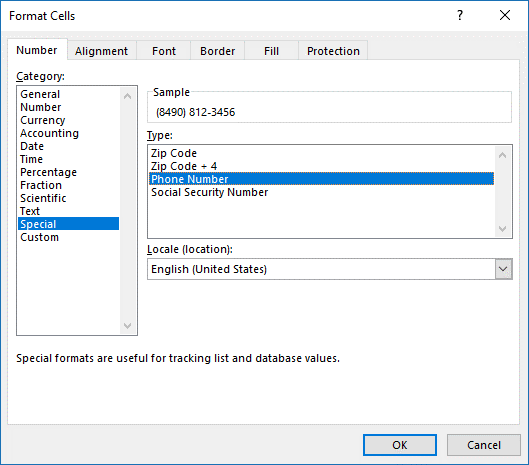 Format Cells
?
Number Alignment Font Border Fill Protection
Category:
General
Number
Currency
Accounting
Date
Time
Percentage
Fraction
Scientific
Text
Special
Custom
Sample
(8490) 812-3456
Type:
Zip Code
Zip Code + 4
Phone Number
Social Security Number
Locale (location):
English (United States)
Special formats are useful for tracking list and database values.
OK Cancel